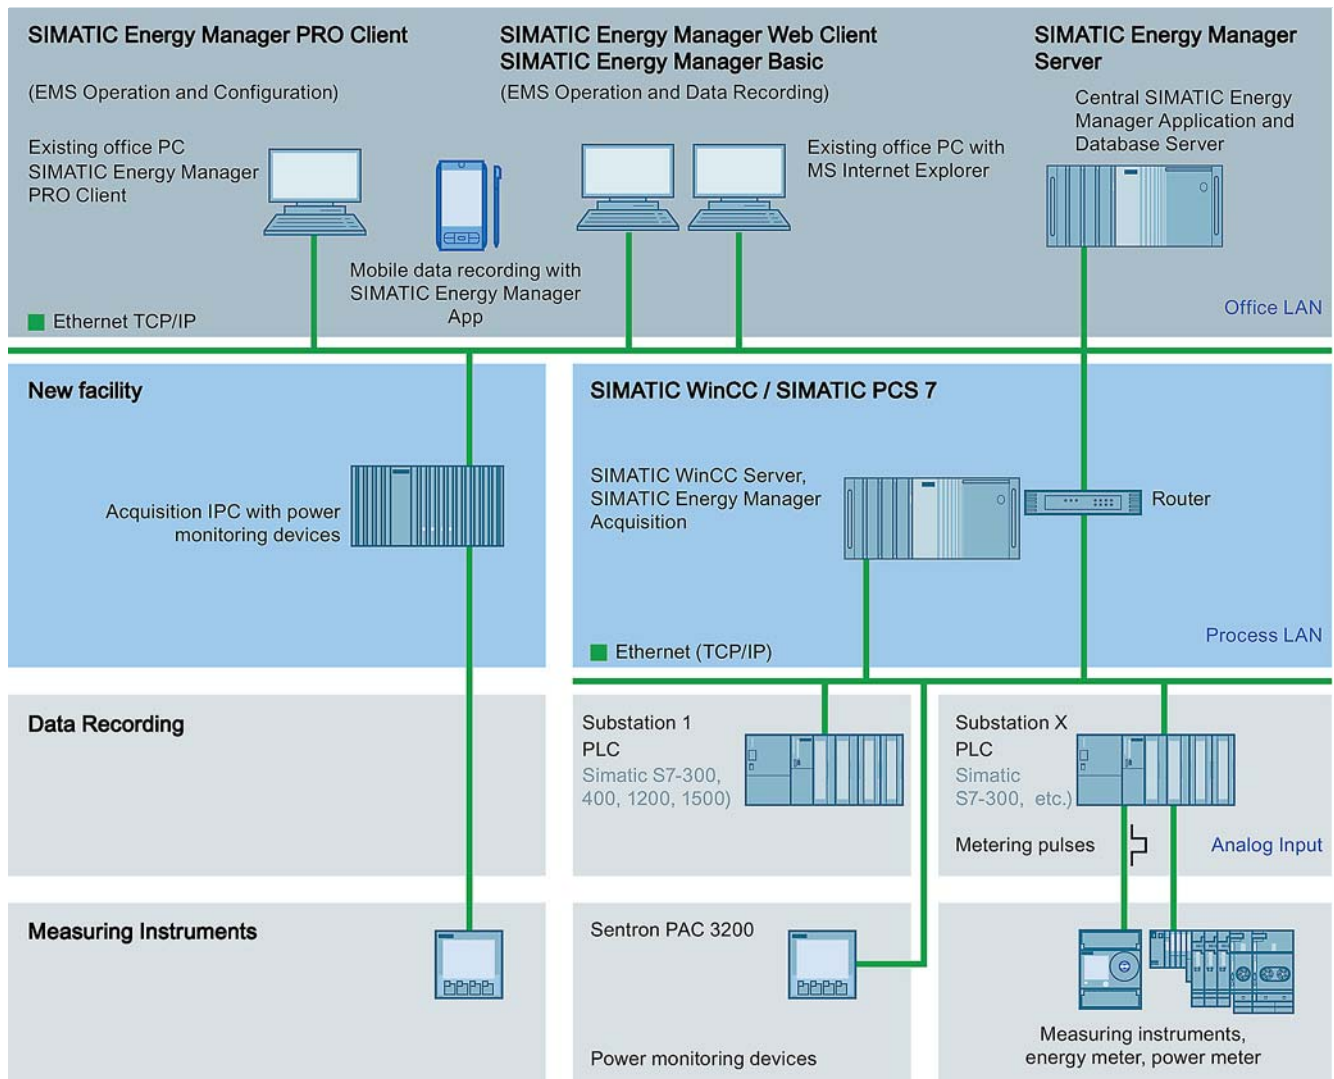 SIMATIC Energy Manager PRO Client
(EMS Operation and Configuration)
Existing office PC
SIMATIC Energy Manager
PRO Client
Mobile data recording with
SIMATIC Energy Manager
App
Ethernet TCP/IP
SIMATIC Energy Manager Web Client
SIMATIC Energy Manager Basic
(EMS Operation and Data Recording)
Existing office PC with
MS Internet Explorer
SIMATIC Energy Manager
Server
Central SIMATIC Energy
Manager Application and
Database Server
Office LAN
New facility
Acquisition IPC with power
monitoring devices
SIMATIC WinCC / SIMATIC PCS 7
SIMATIC WinCC Server,
SIMATIC Energy Manager
Acquisition
Router
Process LAN
Ethernet (TCP/IP)
Data Recording
Substation 1
PLC
Simatic S7-300,
400, 1200, 1500)
Substation X
PLC
Simatic
S7-300, etc.)
Metering pulses
Analog Input
Measuring Instruments
Sentron PAC 3200
Power monitoring devices
Measuring instruments,
energy meter, power meter